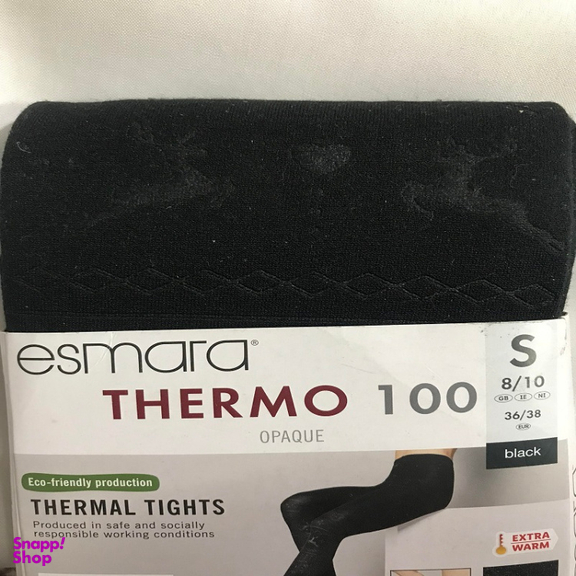 esmara®
THERMO 100
OPAQUE
S
8/10
GB IE NI
36/38
EUR
black
Eco-friendly production
THERMAL TIGHTS
Produced in safe and socially
responsible working conditions
EXTRA
WARM
Snapp!
Shop